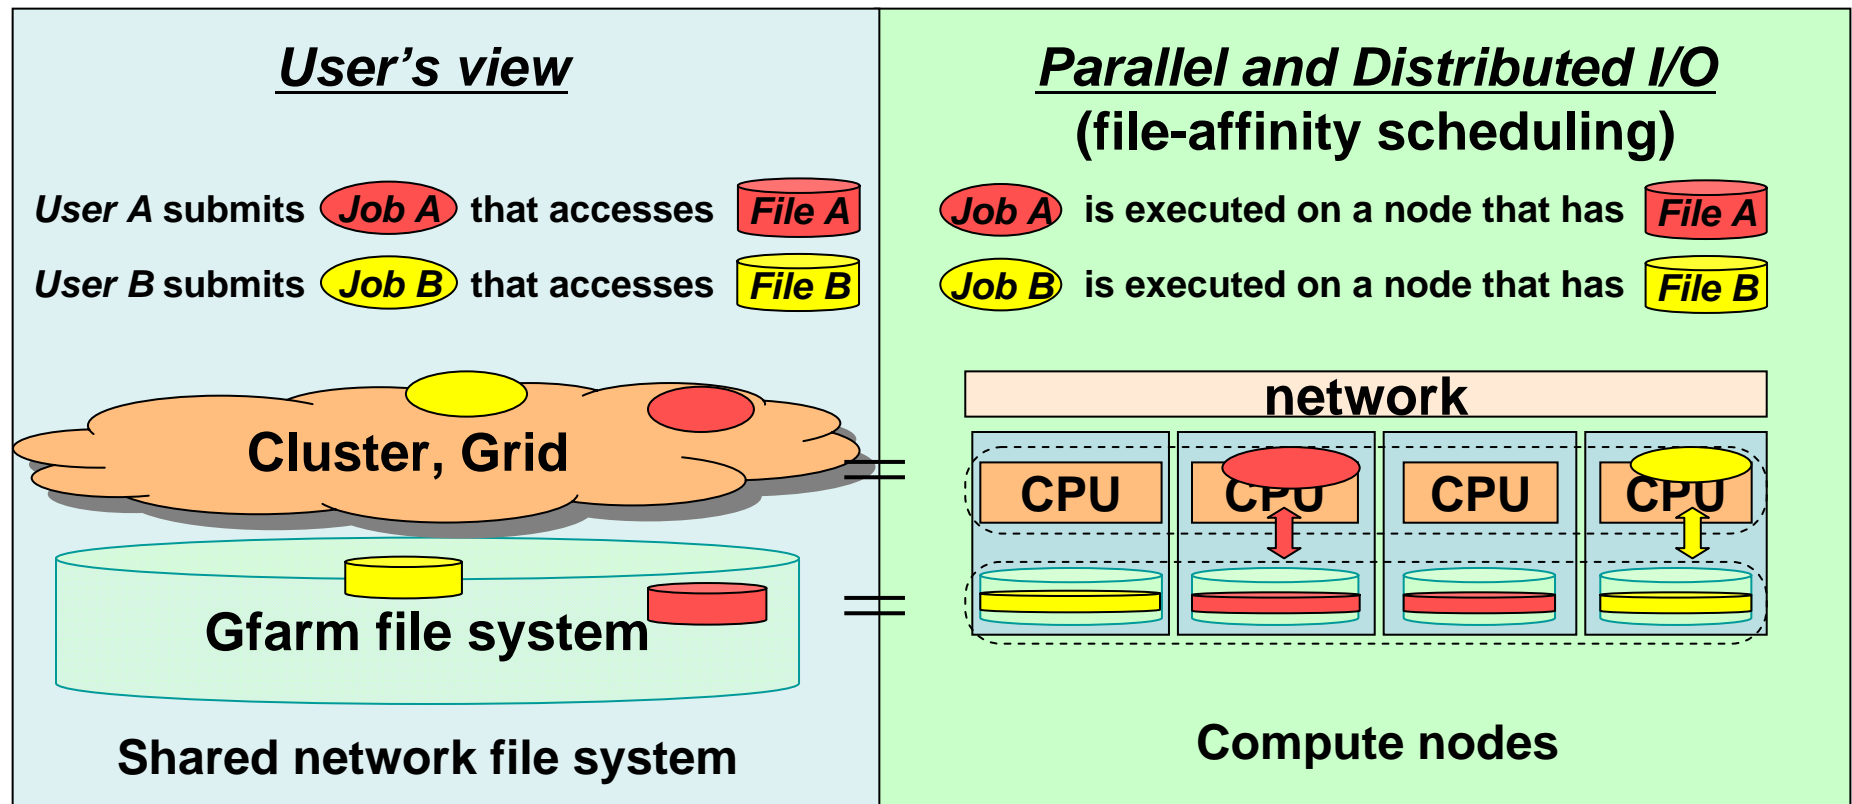 User’s view
User A submits Job A that accesses File A
User B submits Job B that accesses File B
Cluster, Grid
Gfarm file system
Shared network file system
Parallel and Distributed I/O
(file-affinity scheduling)
Job A is executed on a node that has File A
Job B is executed on a node that has File B
network
CPU CPU CPU CPU
Compute nodes